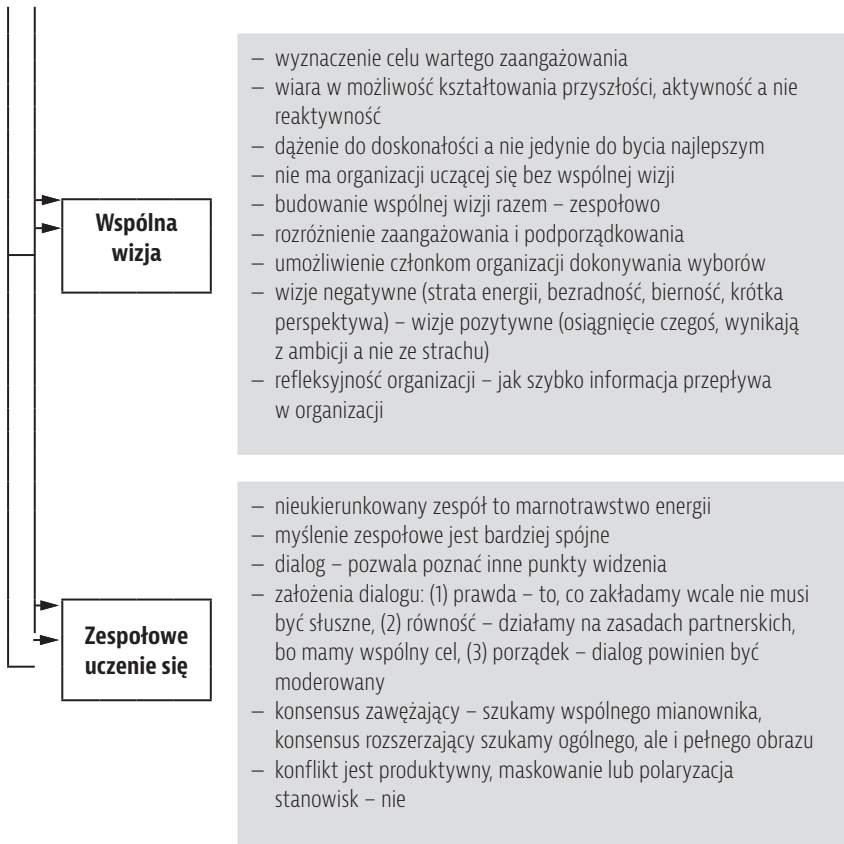 – wyznaczenie celu wartego zaangażowania
– wiara w możliwość kształtowania przyszłości, aktywność a nie
reaktywność
– dążenie do doskonałości a nie jedynie do bycia najlepszym
– nie ma organizacji uczącej się bez wspólnej wizji
– budowanie wspólnej wizji razem – zespołowo
– rozróżnienie zaangażowania i podporządkowania
– umożliwienie członkom organizacji dokonywania wyborów
– wizje negatywne (strata energii, bezradność, bierność, krótka
perspektywa) – wizje pozytywne (osiągnięcie czegoś, wynikają
z ambicji a nie ze strachu)
– refleksyjność organizacji – jak szybko informacja przepływa
w organizacji
Wspólna
wizja
– nieukierunkowany zespół to marnotrawstwo energii
– myślenie zespołowe jest bardziej spójne
– dialog – pozwala poznać inne punkty widzenia
– założenia dialogu: (1) prawda – to, co zakładamy wcale nie musi
być słuszne, (2) równość – działamy na zasadach partnerskich,
bo mamy wspólny cel, (3) porządek – dialog powinien być
moderowany
– konsensus zawężający – szukamy wspólnego mianownika,
konsensus rozszerzający szukamy ogólnego, ale i pełnego obrazu
– konflikt jest produktywny, maskowanie lub polaryzacja
stanowisk – nie
Zespołowe
uczenie się